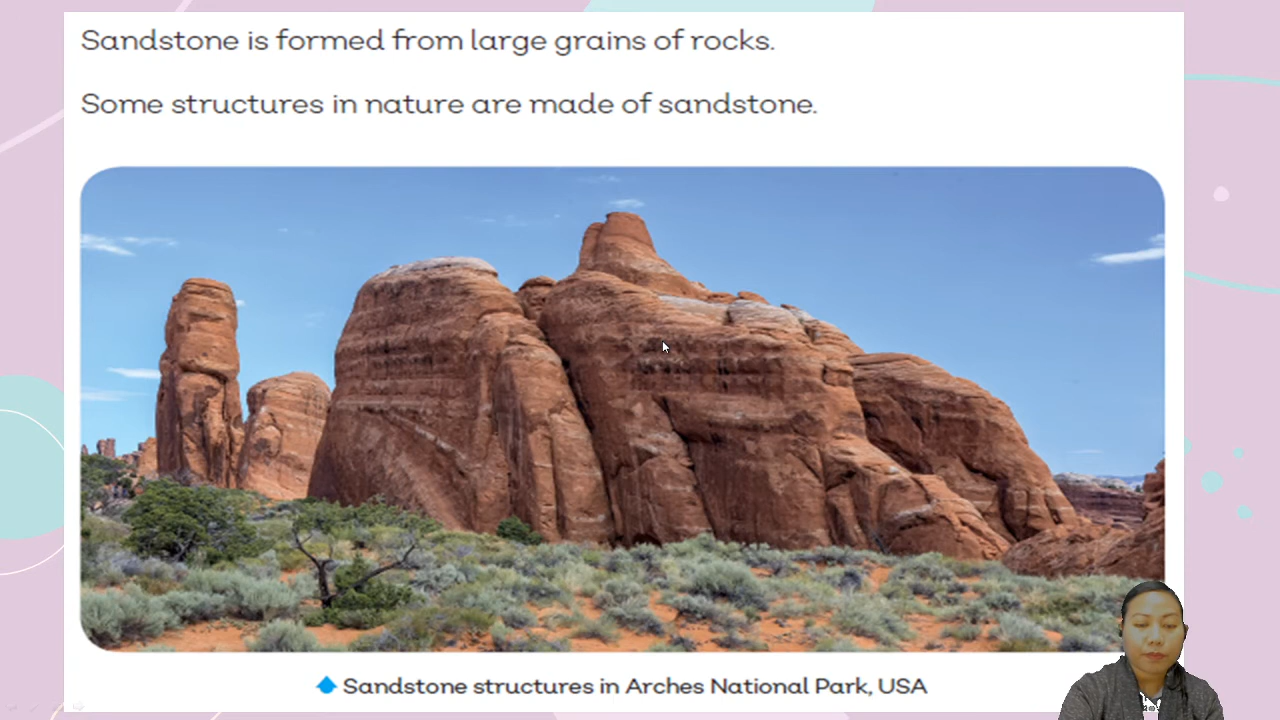 Sandstone is formed from large grains of rocks.
Some structures in nature are made of sandstone.
Sandstone structures in Arches National Park, USA